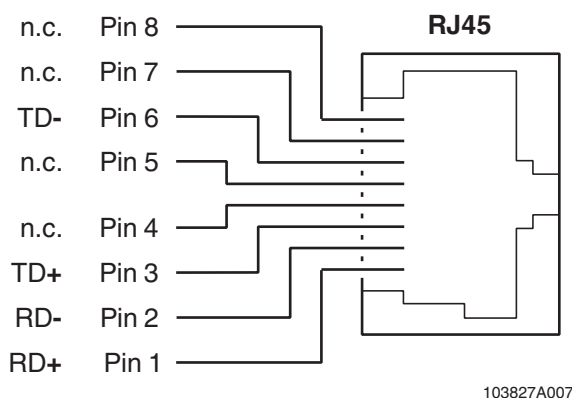 RJ45
n.c. Pin 8
n.c. Pin 7
TD- Pin 6
n.c. Pin 5
n.c. Pin 4
TD+ Pin 3
RD- Pin 2
RD+ Pin 1
103827A007